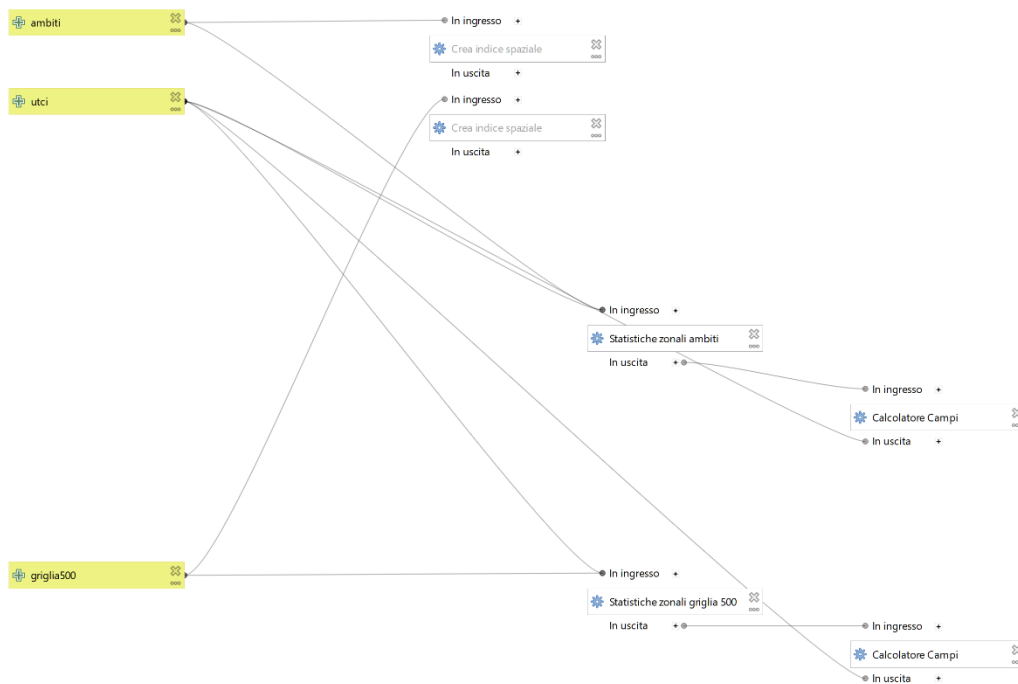 ambiti
In ingresso +
Crea indice spaziale
In uscita +
utci
In ingresso +
Crea indice spaziale
In uscita +
In ingresso +
Statistiche zonali ambiti
In uscita +
In ingresso +
Calcolatore Campi
In uscita +
griglia500
In ingresso +
Statistiche zonali griglia 500
In uscita +
In ingresso +
Calcolatore Campi
In uscita +